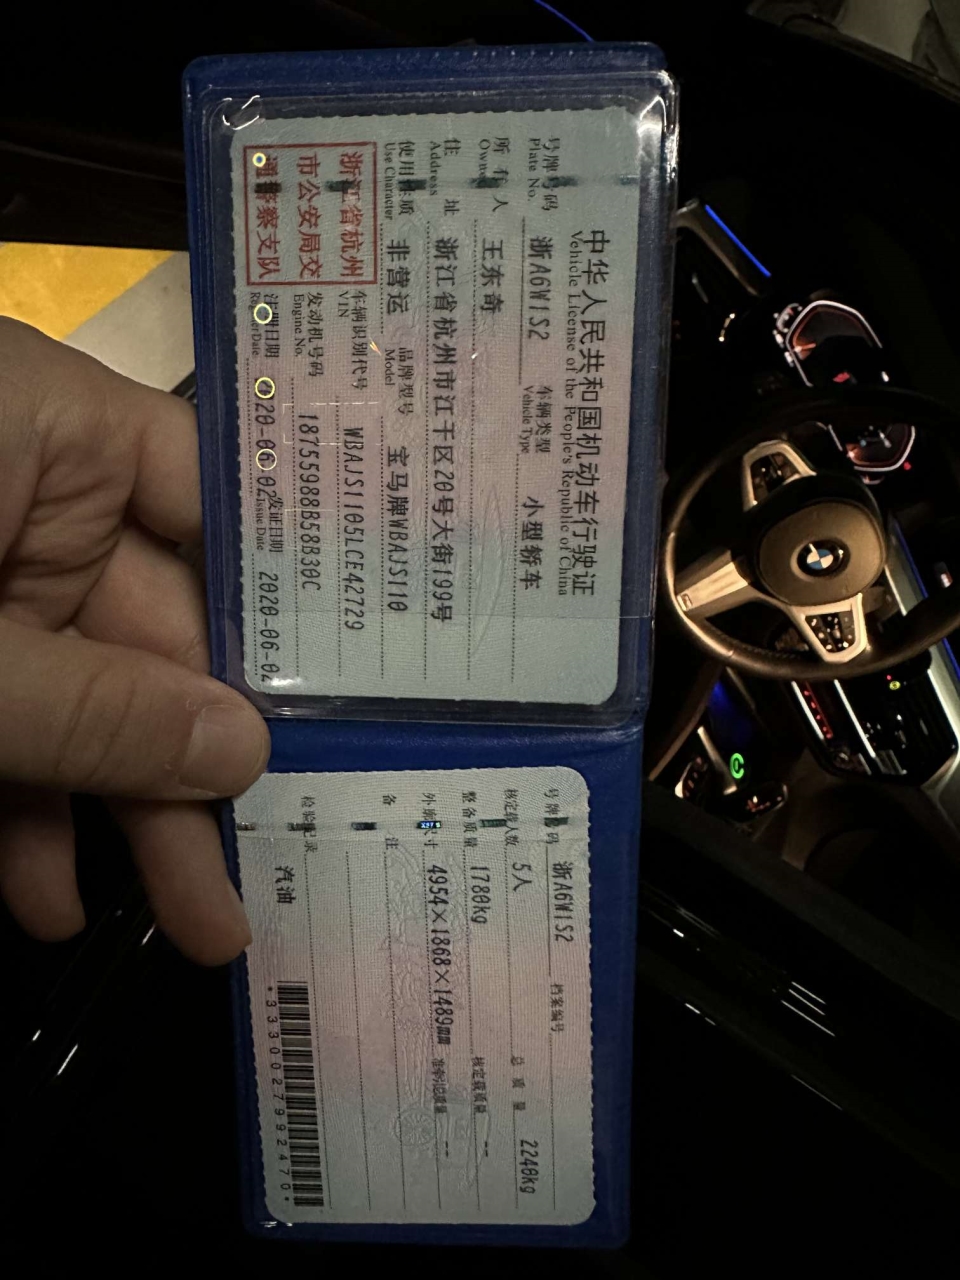 中华人民共和国机动车行驶证
Vehicle License of the People's Republic of China
号牌号码 浙A6W1S2 车辆类型 小型轿车
Plate No. Vehicle Type
所有人 王东奇
Owner
住址 浙江省杭州市江干区20号大街199号
Address
使用性质 非营运 品牌型号 宝马牌WBAJS110
Use Character Model
浙江省杭州
市公安局交
通警察支队
车辆识别代号 WBAJS1105LCE42729
VIN
发动机号码 18755988B58B30C
Engine No.
注册日期 2020-06-02 发证日期 2020-06-02
Register Date Issue Date
号牌号码 浙A6W1S2 档案编号
核定载人数 5人 总质量 2240kg
整备质量 1780kg 核定载质量 --
外廓尺寸 4954×1868×1489mm 准牵引总质量 --
备注
检验记录
汽油
*3330027992470*